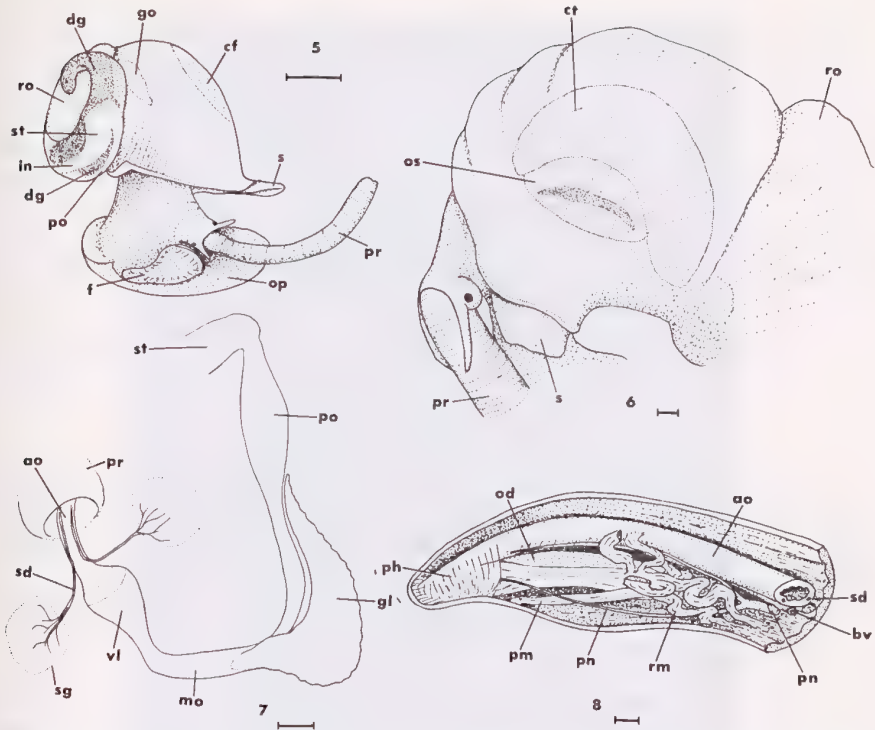 dg
go
cf
5
ro
st
in
dg
po
s
pr
f
op
ct
ro
os
pr
s
6
st
po
ao
pr
sd
vl
sg
mo
gl
7
od
ao
ph
sd
bv
pm
pn
rm
pn
8